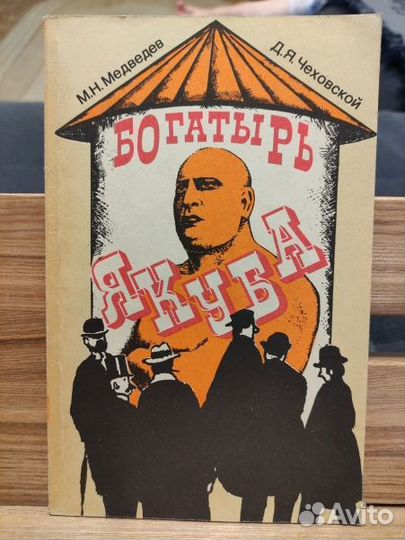 М.Н. Медведев
Д.Я. Чеховской
БОГАТЫРЬ
ЯКУБА
Avito